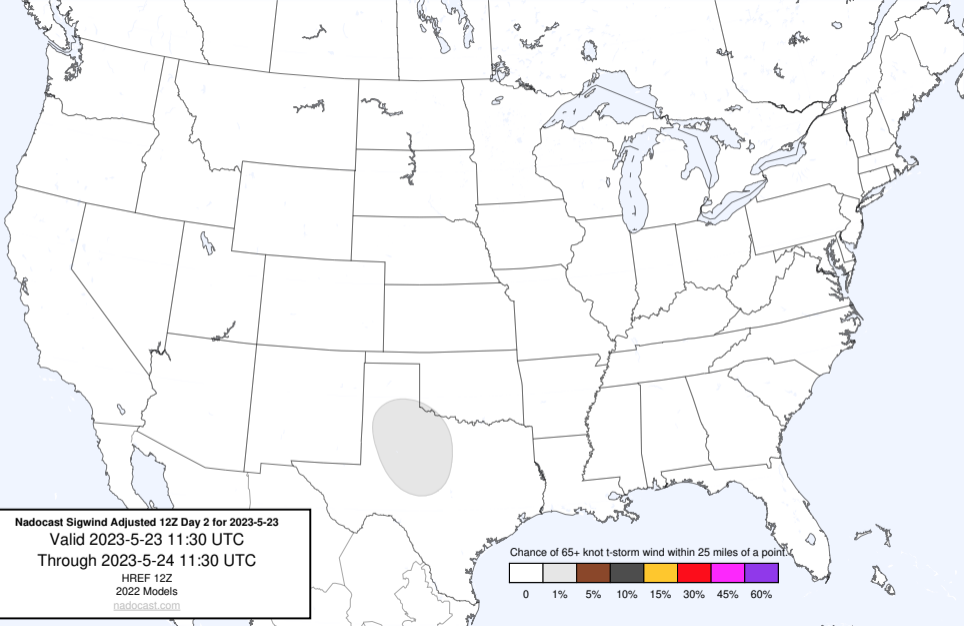 Nadocast Sigwind Adjusted 12Z Day 2 for 2023-5-23
Valid 2023-5-23 11:30 UTC
Through 2023-5-24 11:30 UTC
HREF 12Z
2022 Models
nadocast.com
Chance of 65+ knot t-storm wind within 25 miles of a point.
0 1% 5% 10% 15% 30% 45% 60%